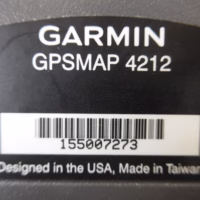 GARMIN
GPSMAP 4212
155007273
Designed in the USA, Made in Taiwan